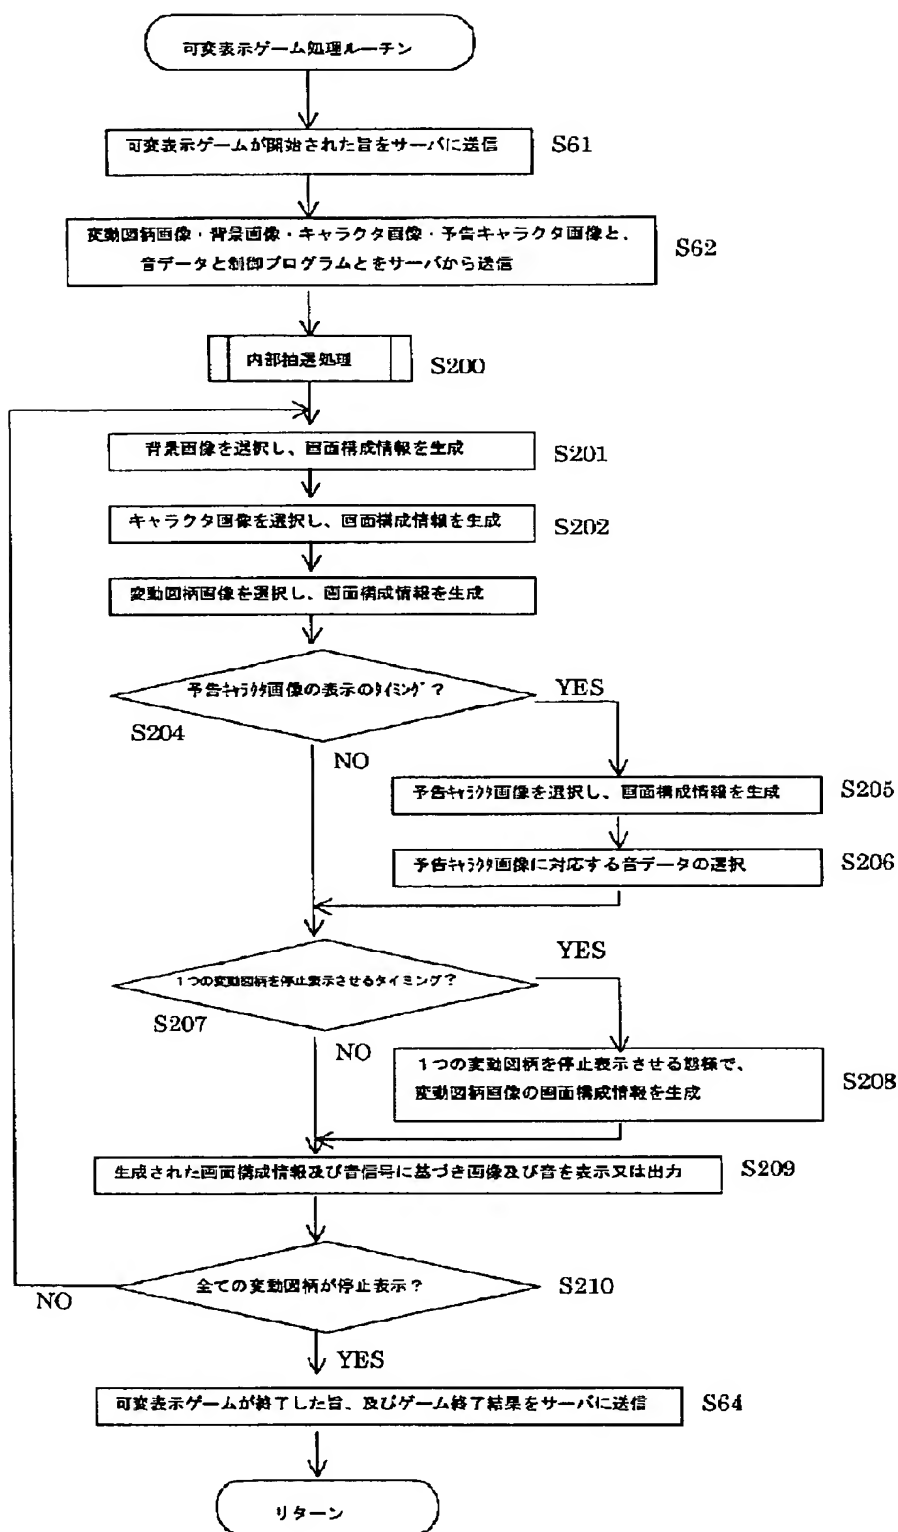 可変表示ゲーム処理ルーチン
可変表示ゲームが開始された旨をサーバに送信
S61
変動図柄画像・背景画像・キャラクタ画像・予告キャラクタ画像と、
音データと制御プログラムとをサーバから送信
S62
内部抽選処理
S200
背景画像を選択し、画面構成情報を生成
S201
キャラクタ画像を選択し、画面構成情報を生成
S202
変動図柄画像を選択し、画面構成情報を生成
予告キャラクタ画像の表示のタイミング?
YES
S204
NO
予告キャラクタ画像を選択し、画面構成情報を生成
S205
予告キャラクタ画像に対応する音データの選択
S206
1つの変動図柄を停止表示させるタイミング?
YES
S207
NO
1つの変動図柄を停止表示させる態様で、
変動図柄画像の画面構成情報を生成
S208
生成された画面構成情報及び音信号に基づき画像及び音を表示又は出力
S209
全ての変動図柄が停止表示?
S210
NO
YES
可変表示ゲームが終了した旨、及びゲーム終了結果をサーバに送信
S64
リターン